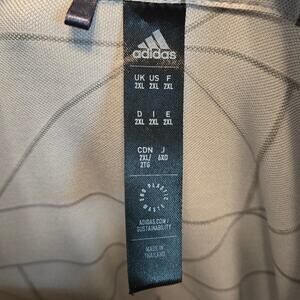 adidas
UK US F
2XL 2XL 2XL
D I E
2XL 2XL 2XL
CDN J
2XL/ 6XO
2TG
END PLASTIC WASTE
ADIDAS.COM/
SUSTAINABILITY
MADE IN
THAILAND